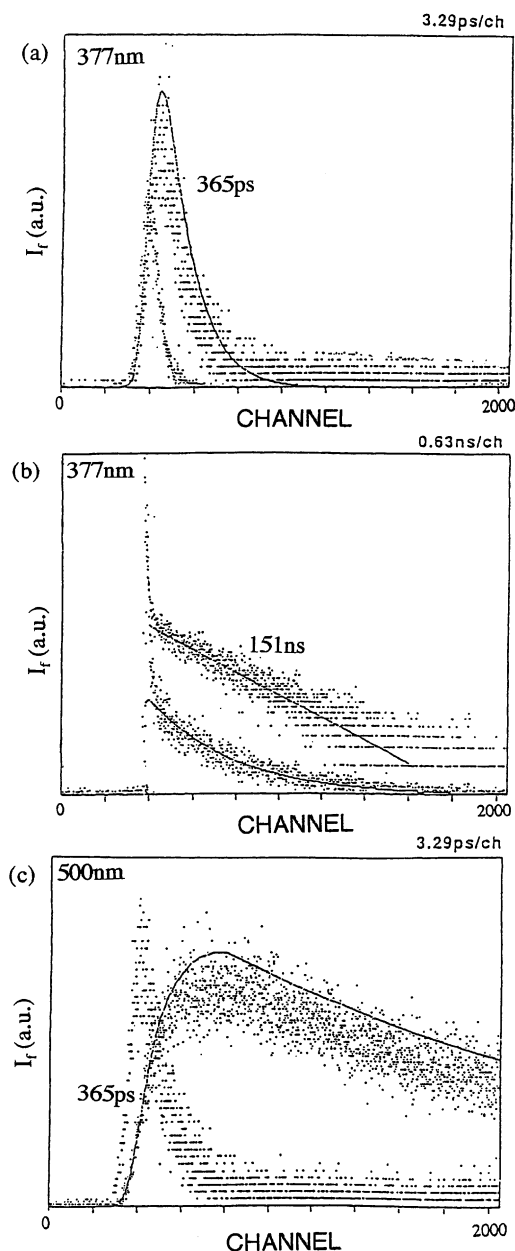 3.29ps/ch
(a)
377nm
365ps
I_f (a.u.)
0
2000
CHANNEL
0.63ns/ch
(b)
377nm
151ns
I_f (a.u.)
0
2000
CHANNEL
3.29ps/ch
(c)
500nm
365ps
I_f (a.u.)
0
2000
CHANNEL